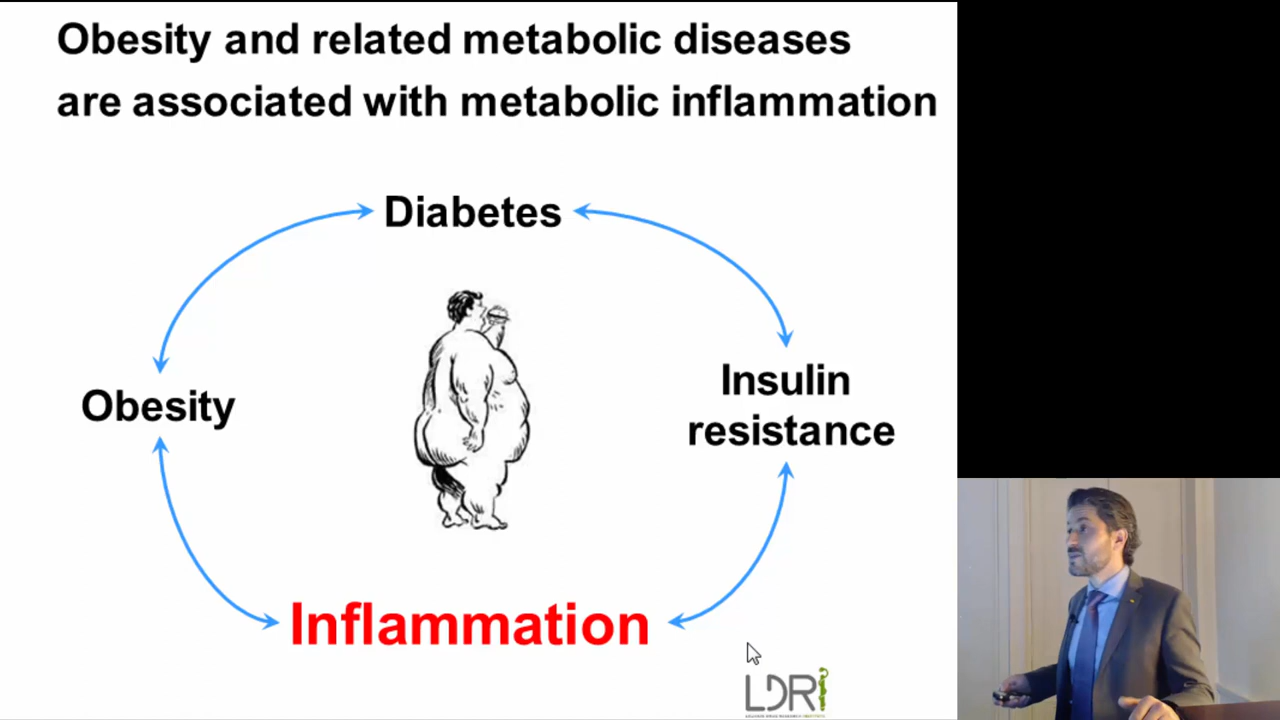 Obesity and related metabolic diseases
are associated with metabolic inflammation
Diabetes
Obesity
Insulin
resistance
Inflammation
LDRI